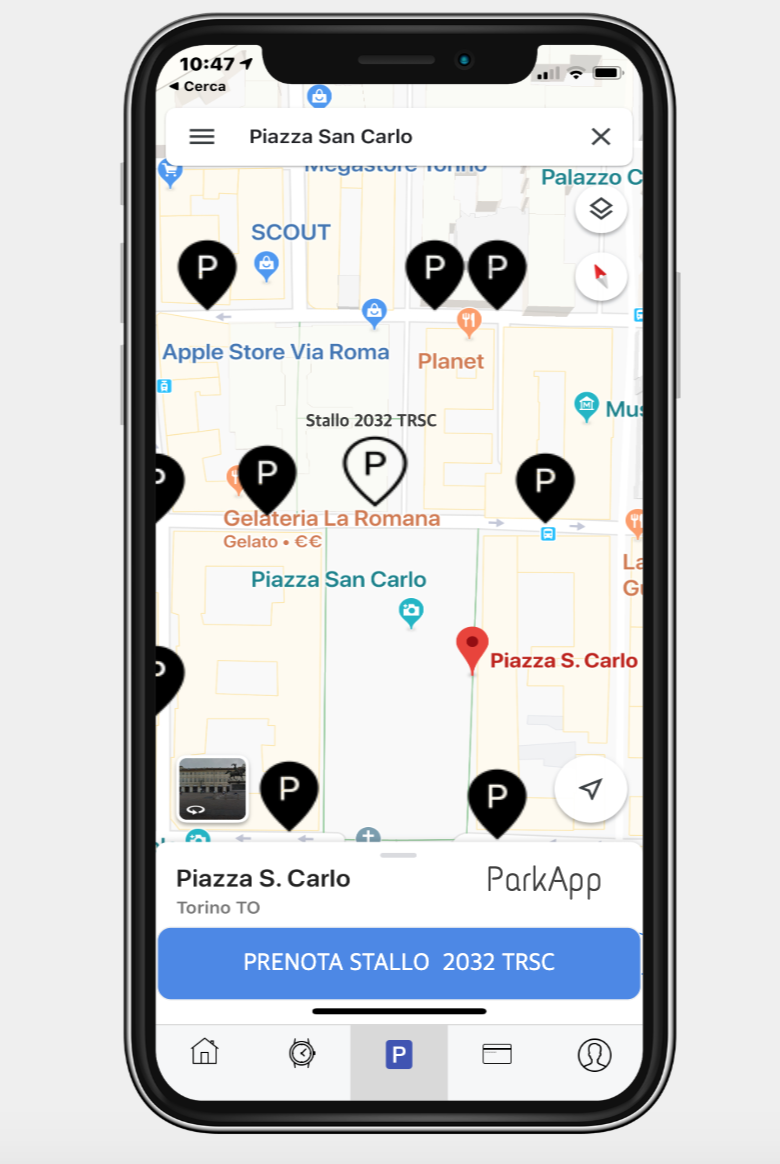 10:47
Cerca
Piazza San Carlo
Megastore Torino
Palazzo C
SCOUT
P
P
P
Apple Store Via Roma
Planet
Mus
Stallo 2032 TRSC
P
P
P
P
Gelateria La Romana
Gelato • €€
La
Gu
Piazza San Carlo
Piazza S. Carlo
P
P
P
Piazza S. Carlo
ParkApp
Torino TO
PRENOTA STALLO 2032 TRSC
P